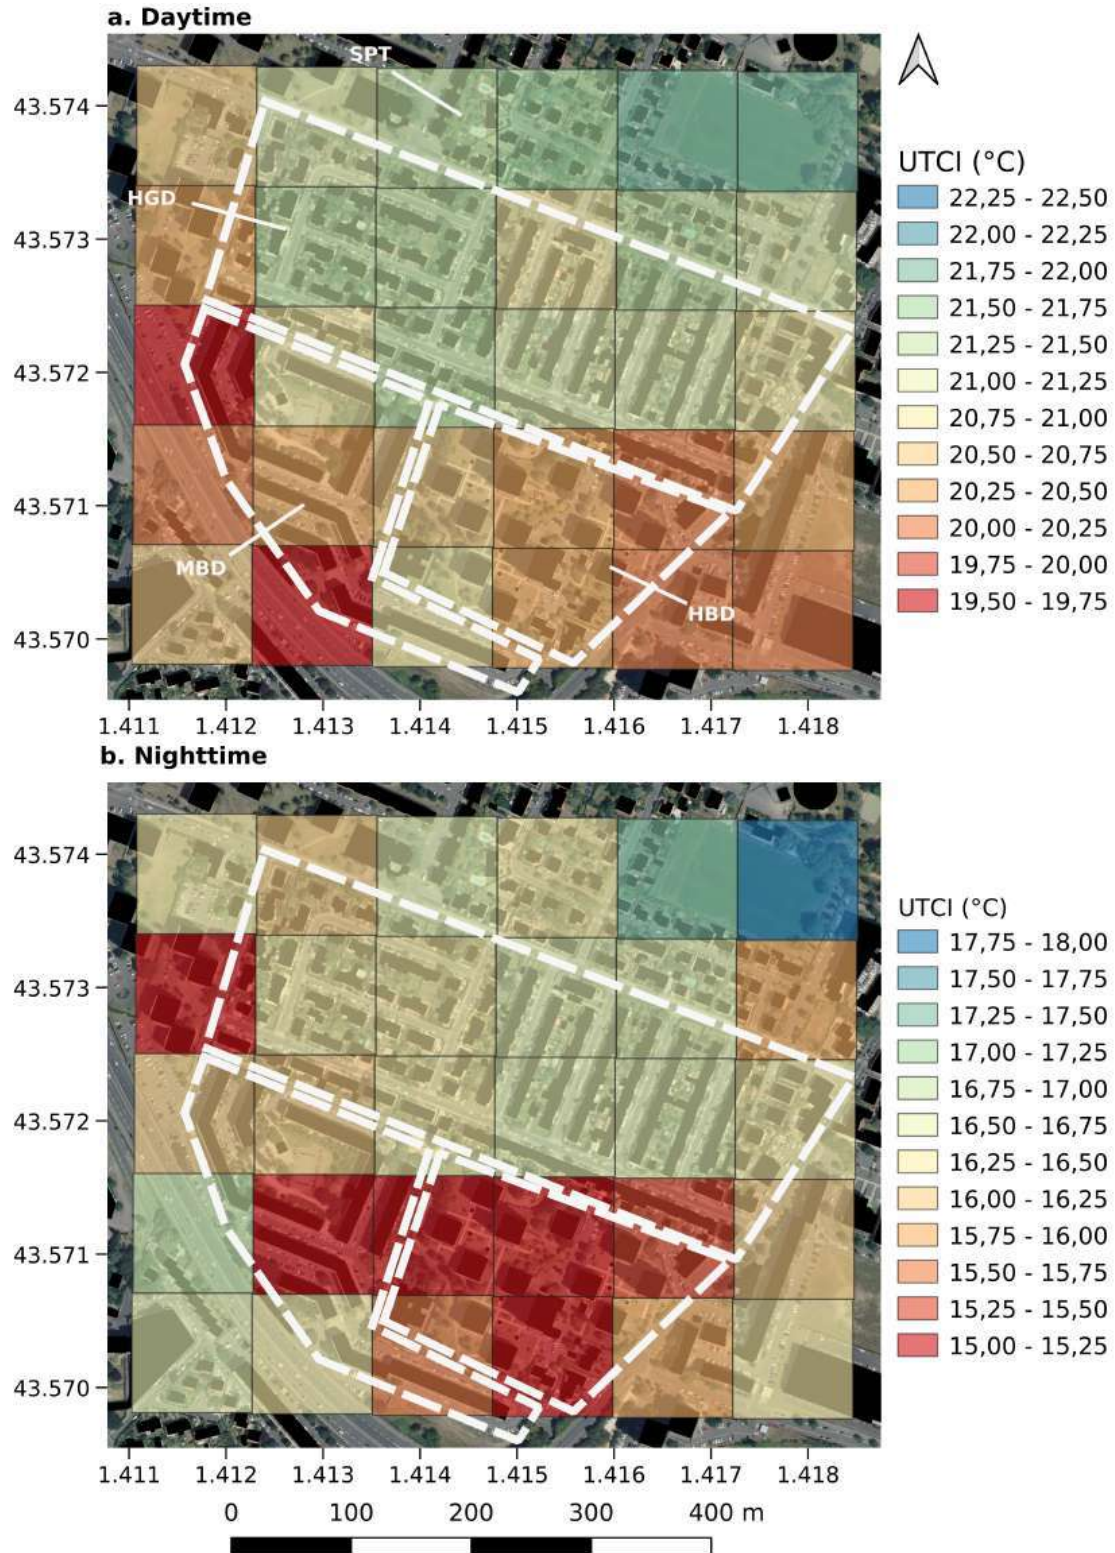 a. Daytime
SPT
HGD
MBD
HBD
43.574
43.573
43.572
43.571
43.570
1.411 1.412 1.413 1.414 1.415 1.416 1.417 1.418
UTCI (°C)
22,25 - 22,50
22,00 - 22,25
21,75 - 22,00
21,50 - 21,75
21,25 - 21,50
21,00 - 21,25
20,75 - 21,00
20,50 - 20,75
20,25 - 20,50
20,00 - 20,25
19,75 - 20,00
19,50 - 19,75
b. Nighttime
43.574
43.573
43.572
43.571
43.570
1.411 1.412 1.413 1.414 1.415 1.416 1.417 1.418
UTCI (°C)
17,75 - 18,00
17,50 - 17,75
17,25 - 17,50
17,00 - 17,25
16,75 - 17,00
16,50 - 16,75
16,25 - 16,50
16,00 - 16,25
15,75 - 16,00
15,50 - 15,75
15,25 - 15,50
15,00 - 15,25
0 100 200 300 400 m